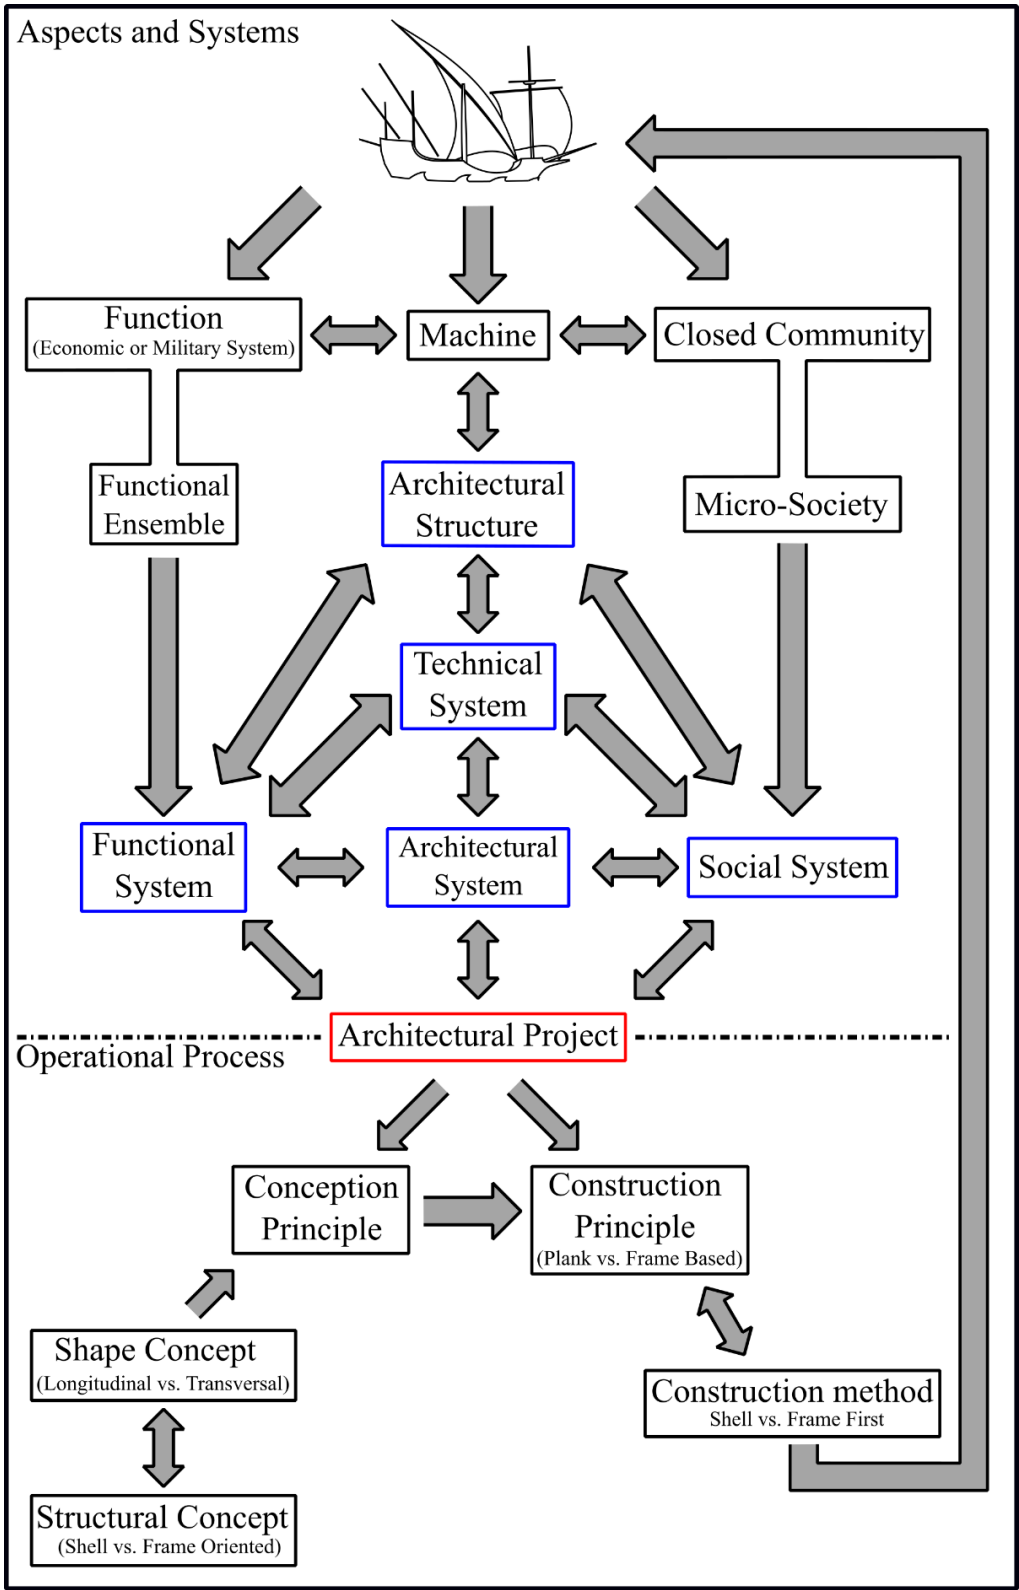 Aspects and Systems
Function
(Economic or Military System)
Machine
Closed Community
Functional
Ensemble
Architectural
Structure
Micro-Society
Technical
System
Functional
System
Architectural
System
Social System
Architectural Project
Operational Process
Conception
Principle
Construction
Principle
(Plank vs. Frame Based)
Shape Concept
(Longitudinal vs. Transversal)
Construction method
Shell vs. Frame First
Structural Concept
(Shell vs. Frame Oriented)